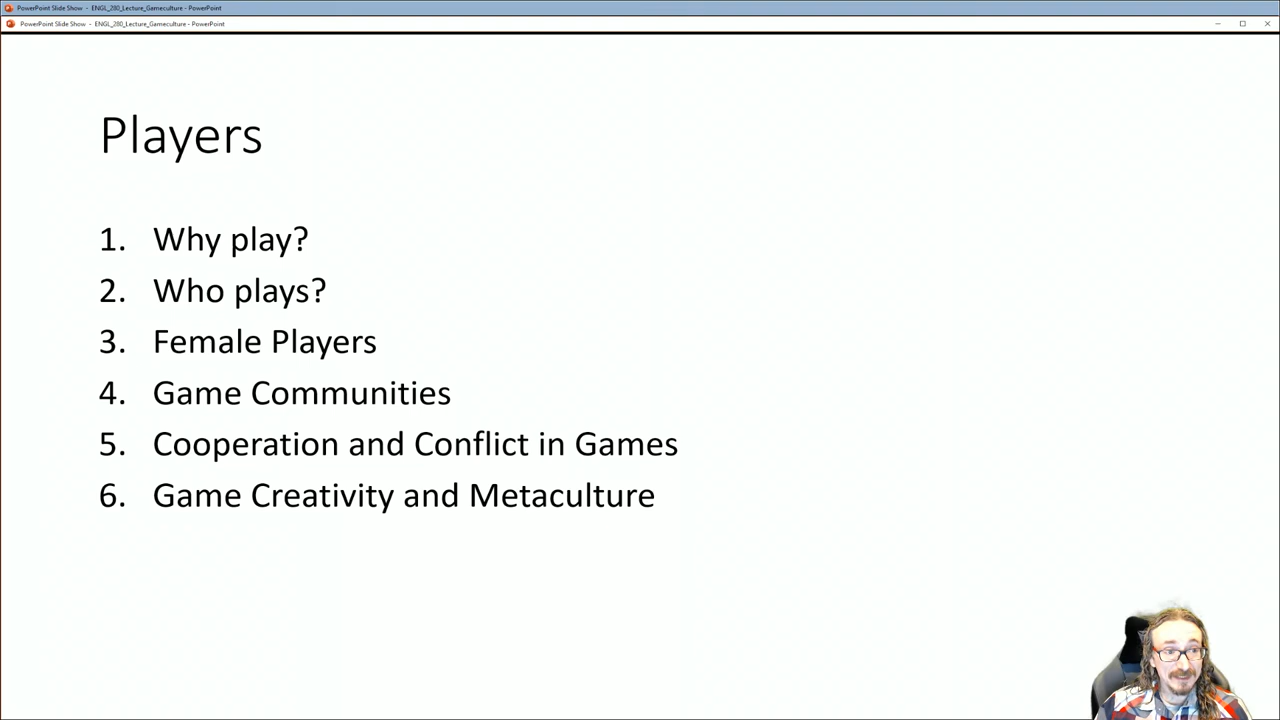 PowerPoint Slide Show - ENGL_280_Lecture_Gameculture - PowerPoint
PowerPoint Slide Show - ENGL_280_Lecture_Gameculture - PowerPoint
Players
1. Why play?
2. Who plays?
3. Female Players
4. Game Communities
5. Cooperation and Conflict in Games
6. Game Creativity and Metaculture